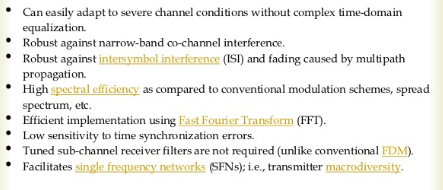 • Can easily adapt to severe channel conditions without complex time-domain
equalization.
• Robust against narrow-band co-channel interference.
• Robust against intersymbol interference (ISI) and fading caused by multipath
propagation.
• High spectral efficiency as compared to conventional modulation schemes, spread
spectrum, etc.
• Efficient implementation using Fast Fourier Transform (FFT).
• Low sensitivity to time synchronization errors.
• Tuned sub-channel receiver filters are not required (unlike conventional FDM).
• Facilitates single frequency networks (SFNs); i.e., transmitter macrodiversity.